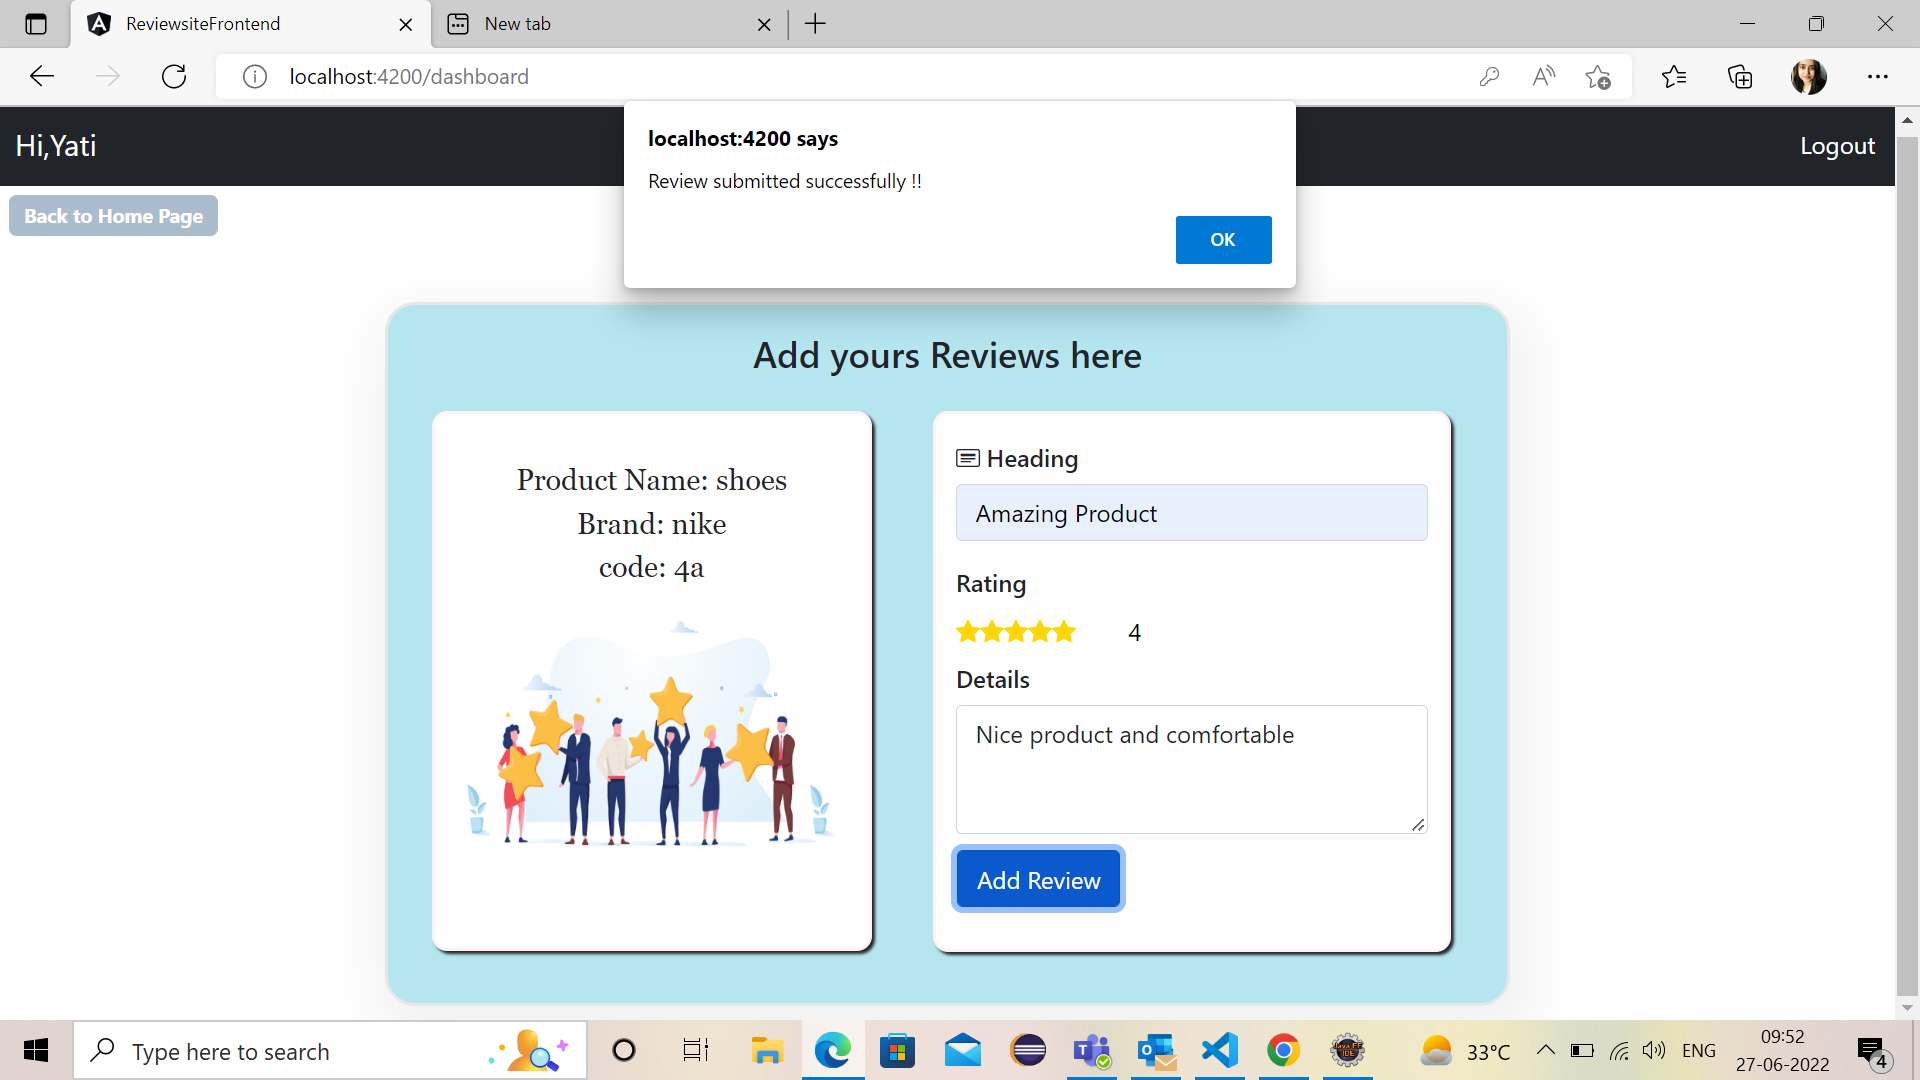 ReviewsiteFrontend
New tab
localhost:4200/dashboard
Hi,Yati
Logout
localhost:4200 says
Review submitted successfully !!
OK
Back to Home Page
Add yours Reviews here
Product Name: shoes
Brand: nike
code: 4a
Heading
Amazing Product
Rating
4
Details
Nice product and comfortable
Add Review
Type here to search
33°C
ENG
09:52
27-06-2022
4